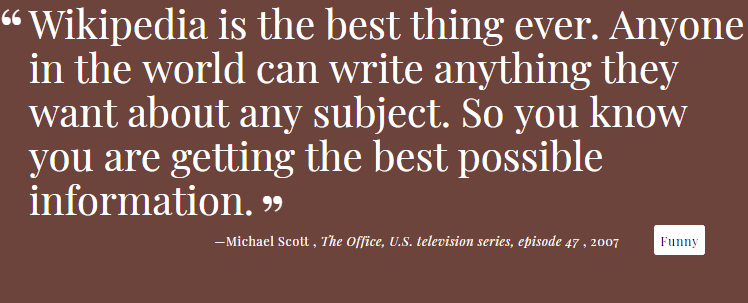 “ Wikipedia is the best thing ever. Anyone
in the world can write anything they
want about any subject. So you know
you are getting the best possible
information. ”
—Michael Scott , The Office, U.S. television series, episode 47 , 2007 Funny